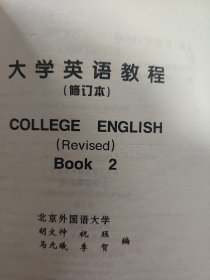 大学英语教程
(修订本)
COLLEGE ENGLISH
(Revised)
Book 2
北京外国语大学
胡文仲 祝珏
马元曦 李贺 编